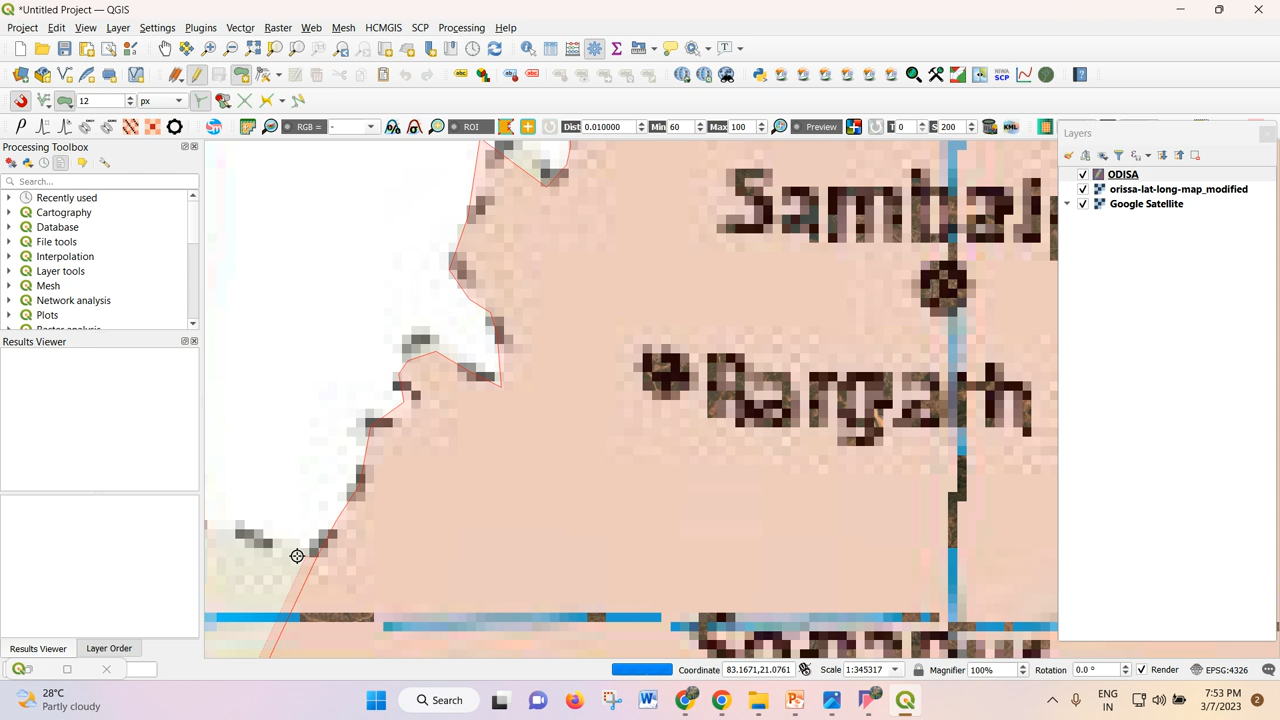 *Untitled Project — QGIS
Project Edit View Layer Settings Plugins Vector Raster Web Mesh HCMGIS SCP Processing Help
12 px
RGB = - ROI Dist 0.010000 Min 60 Max 100 Preview T 0 S 200 KML
Processing Toolbox
Search...
Recently used
Cartography
Database
File tools
Interpolation
Layer tools
Mesh
Network analysis
Plots
Raster analysis
Results Viewer
Results Viewer Layer Order
Layers
ODISA
orissa-lat-long-map_modified
Google Satellite
Coordinate 83.1671,21.0761 Scale 1:345317 Magnifier 100% Rotation 0.0 ° Render EPSG:4326
28°C
Partly cloudy
Search
ENG
IN
7:53 PM
3/7/2023
2